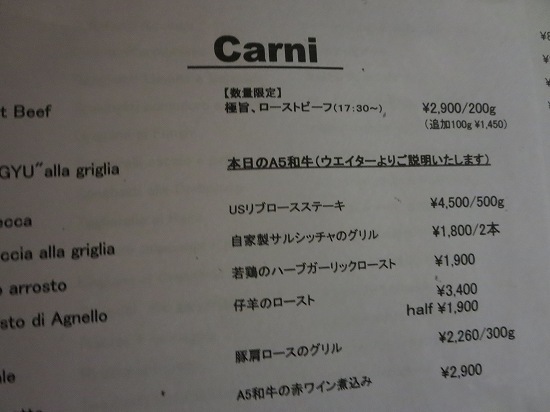 Carni
【数量限定】
t Beef 極旨、ローストビーフ(17:30～) ¥2,900/200g
(追加100g ¥1,450)
GYU"alla griglia 本日のA5和牛(ウエイターよりご説明いたします)
ecca USリブロースステーキ ¥4,500/500g
ccia alla griglia 自家製サルシッチャのグリル ¥1,800/2本
arrosto 若鶏のハーブガーリックロースト ¥1,900
sto di Agnello 仔羊のロースト ¥3,400
half ¥1,900
ale 豚肩ロースのグリル ¥2,260/300g
A5和牛の赤ワイン煮込み ¥2,900